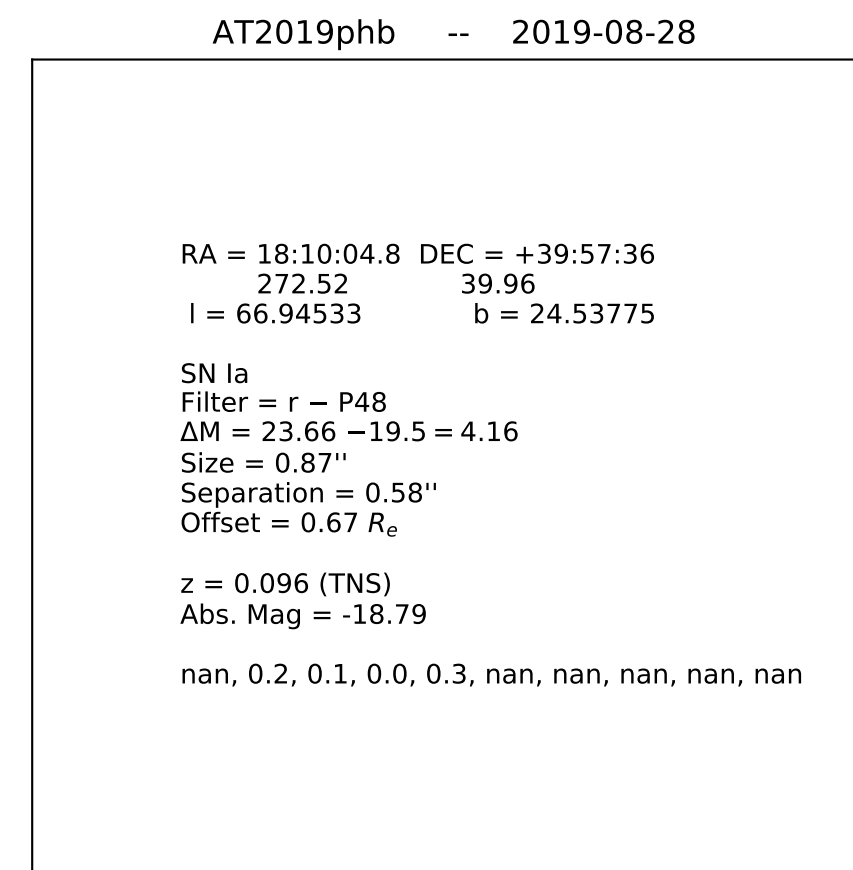 AT2019phb -- 2019-08-28
RA = 18:10:04.8 DEC = +39:57:36
272.52 39.96
l = 66.94533 b = 24.53775
SN Ia
Filter = r − P48
ΔM = 23.66 −19.5 = 4.16
Size = 0.87''
Separation = 0.58''
Offset = 0.67 Rₑ
z = 0.096 (TNS)
Abs. Mag = -18.79
nan, 0.2, 0.1, 0.0, 0.3, nan, nan, nan, nan, nan